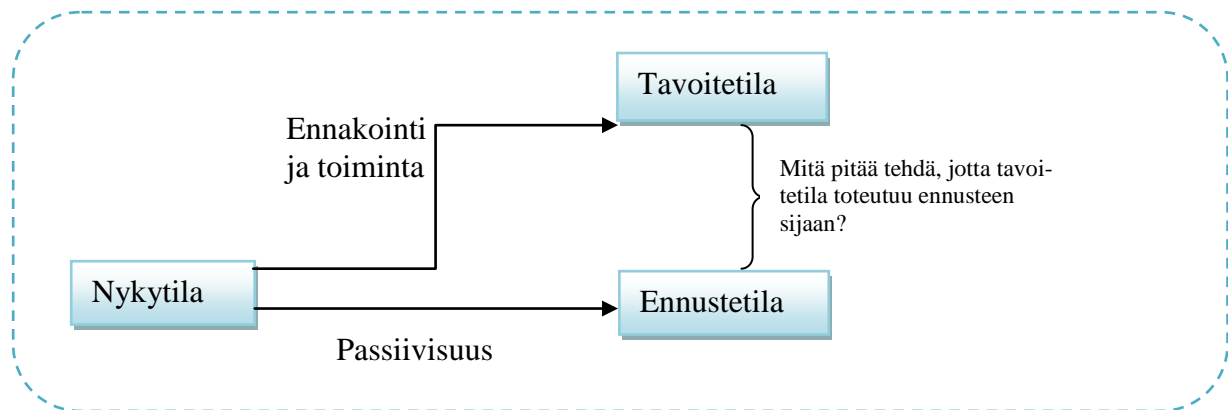 Tavoitetila
Ennakointi
ja toiminta
Mitä pitää tehdä, jotta tavoi-
tetila toteutuu ennusteen
sijaan?
Nykytila
Ennustetila
Passiivisuus